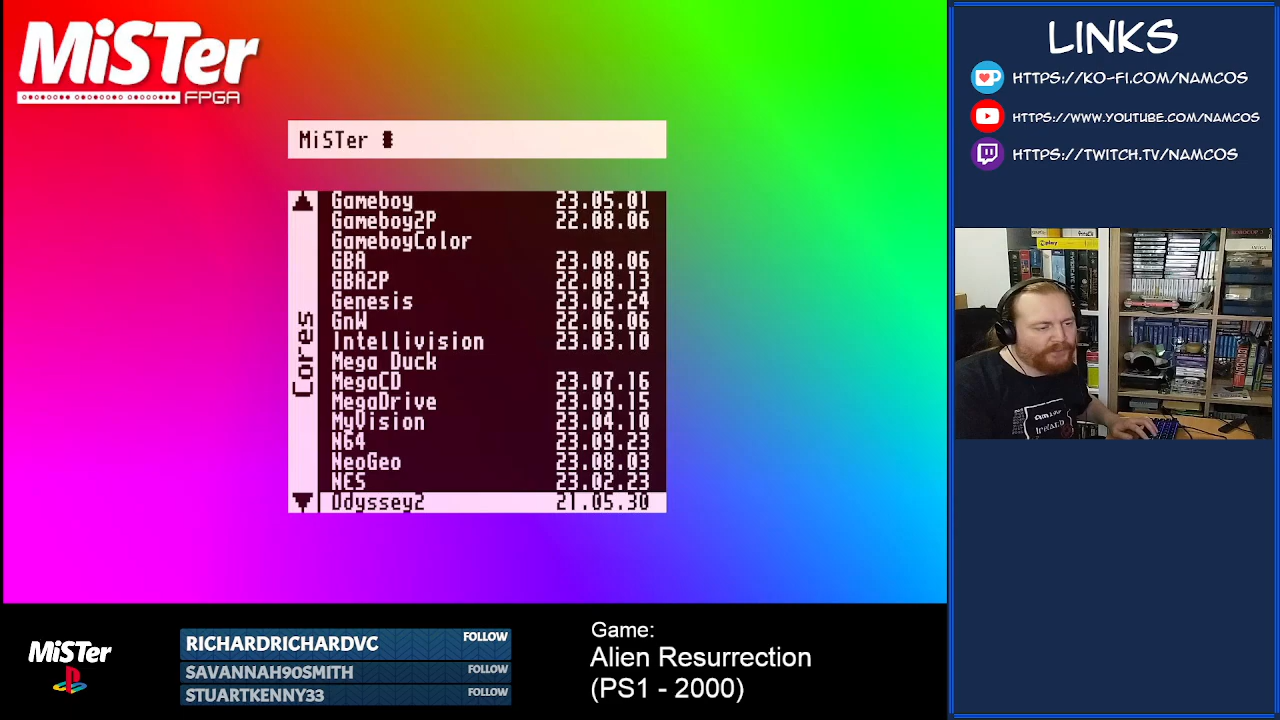 MiSTer
FPGA
MiSTer
Cores
Gameboy 23.05.01
Gameboy2P 22.08.06
GameboyColor
GBA 23.08.06
GBA2P 22.08.13
Genesis 23.02.24
GnW 22.06.06
Intellivision 23.03.10
Mega Duck
MegaCD 23.07.16
MegaDrive 23.09.15
MyVision 23.04.10
N64 23.09.23
NeoGeo 23.08.03
NES 23.02.23
Odyssey2 21.05.30
LINKS
HTTPS://KO-FI.COM/NAMCOS
HTTPS://WWW.YOUTUBE.COM/NAMCOS
HTTPS://TWITCH.TV/NAMCOS
MiSTer
RICHARDRICHARDVC FOLLOW
SAVANNAH90SMITH FOLLOW
STUARTKENNY33 FOLLOW
Game:
Alien Resurrection
(PS1 - 2000)